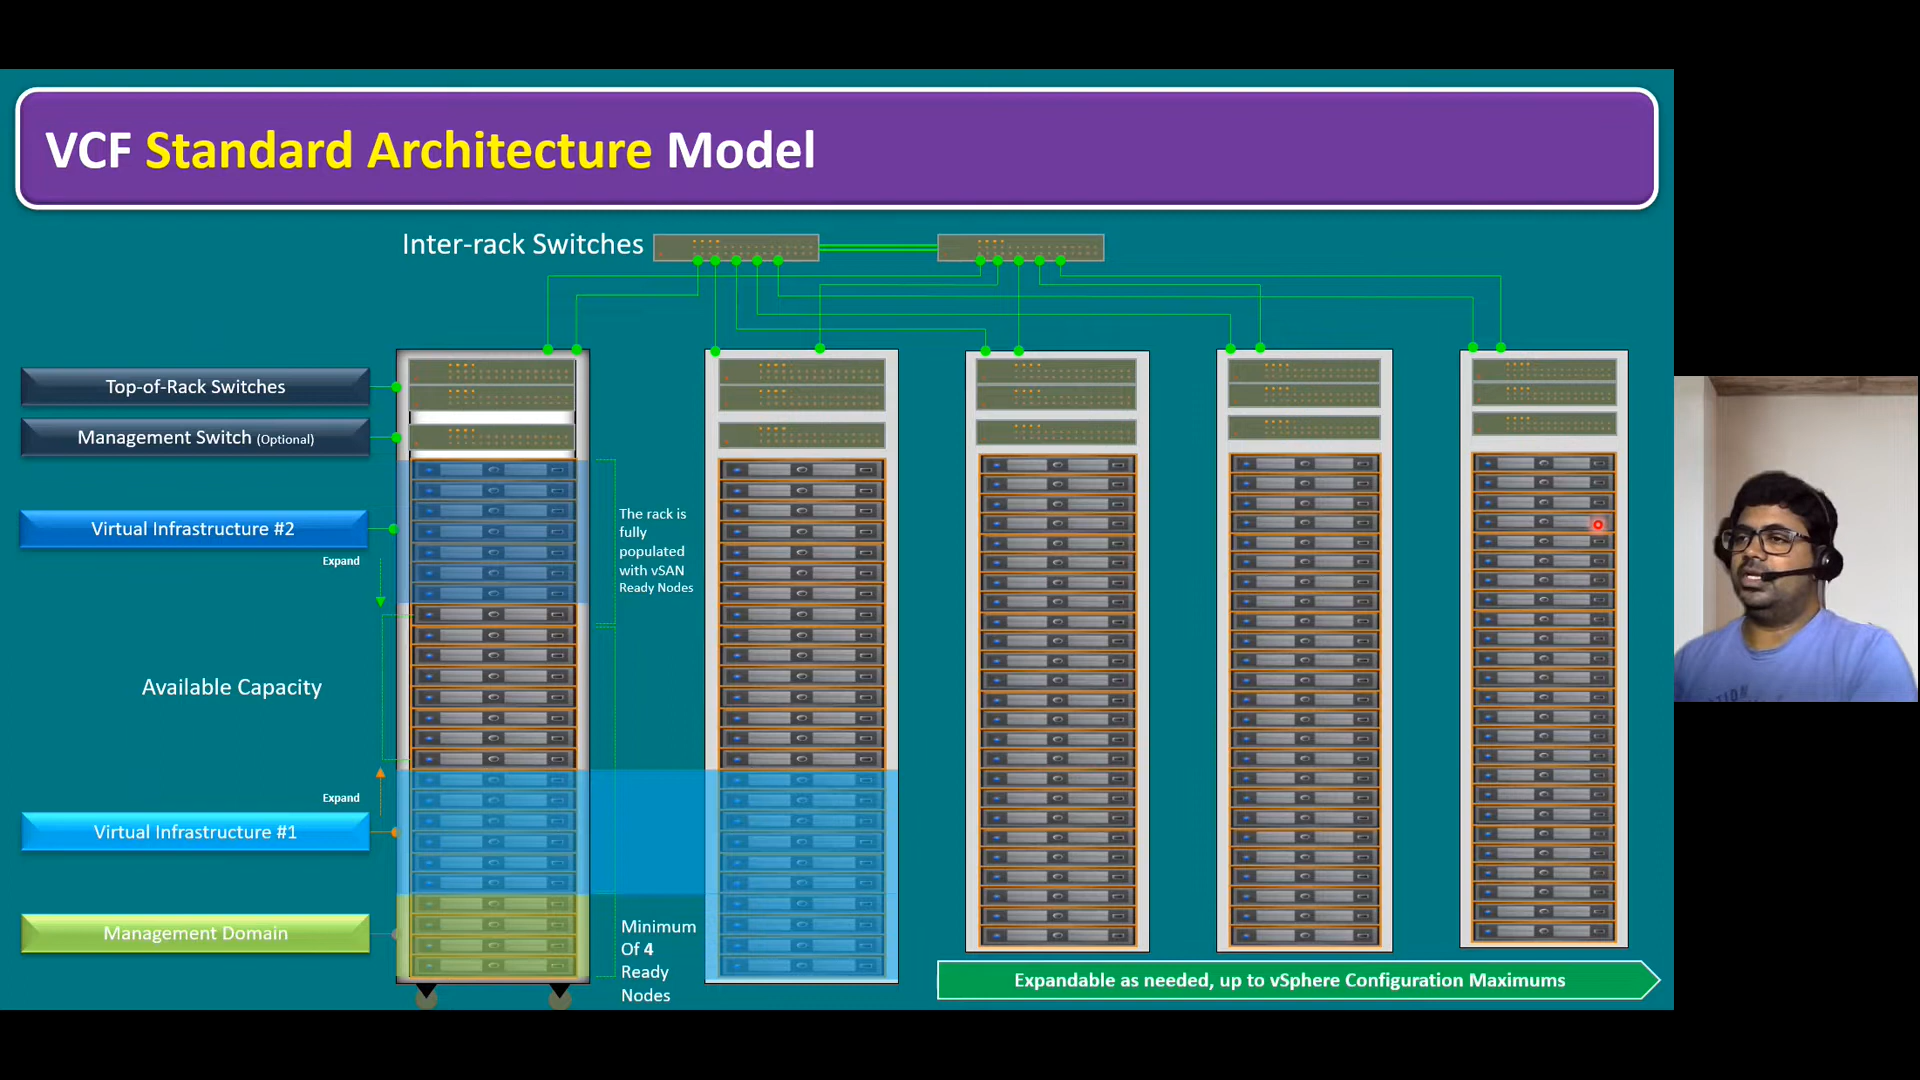 VCF Standard Architecture Model
Inter-rack Switches
Top-of-Rack Switches
Management Switch (Optional)
Virtual Infrastructure #2
Expand
The rack is
fully
populated
with vSAN
Ready Nodes
Available Capacity
Expand
Virtual Infrastructure #1
Management Domain
Minimum
Of 4
Ready
Nodes
Expandable as needed, up to vSphere Configuration Maximums